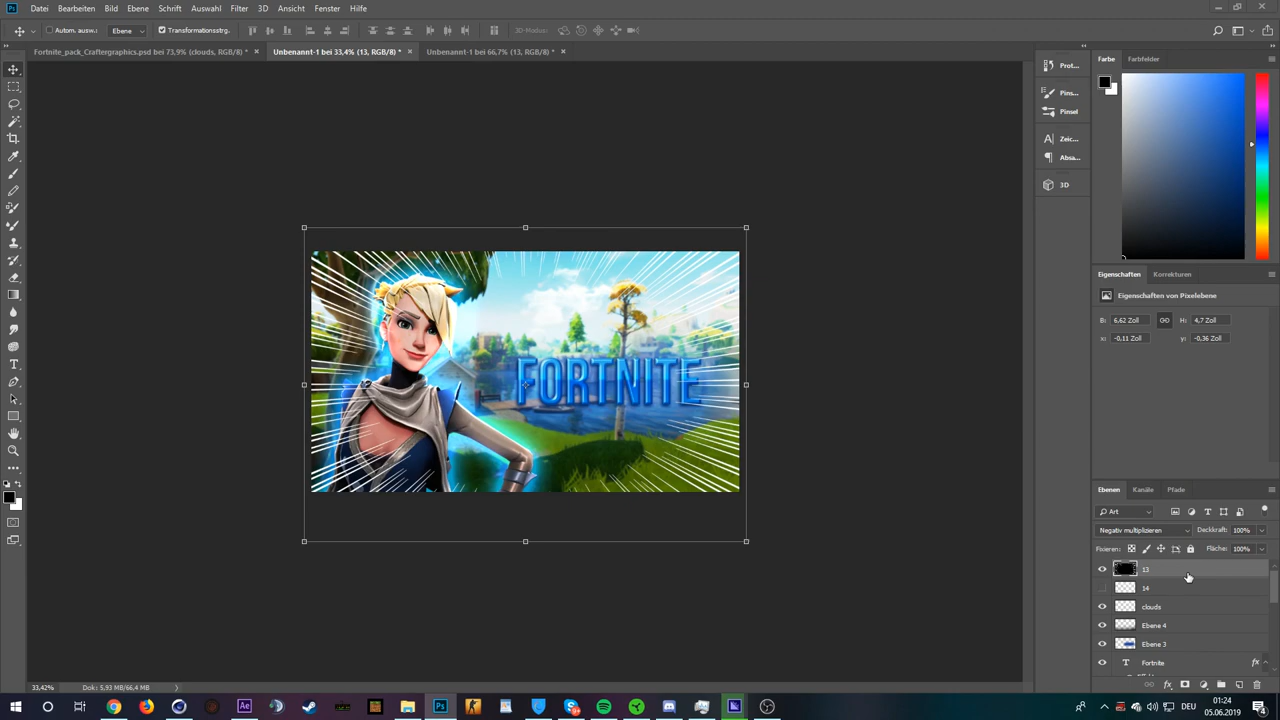 Ps Datei Bearbeiten Bild Ebene Schrift Auswahl Filter 3D Ansicht Fenster Hilfe
Autom. ausw.: Ebene Transformationsstrg. 3D-Modus:
Fortnite_pack_Craftergraphics.psd bei 73,9% (clouds, RGB/8) * × Unbenannt-1 bei 33,4% (13, RGB/8) * × Unbenannt-1 bei 66,7% (13, RGB/8) * ×
Prot...
Pins...
Pinsel
Zeic...
Absa...
3D
Farbe Farbfelder
Eigenschaften Korrekturen
Eigenschaften von Pixelebene
B: 6,62 Zoll H: 4,7 Zoll
x: -0,11 Zoll y: -0,36 Zoll
FORTNITE
Ebenen Kanäle Pfade
Art
Negativ multiplizieren Deckkraft: 100%
Fixieren: Fläche: 100%
13
14
clouds
Ebene 4
Ebene 3
T Fortnite fx
33,42% Dok: 5,93 MB/66,4 MB
Ae Ps DEU 01:24
05.06.2019